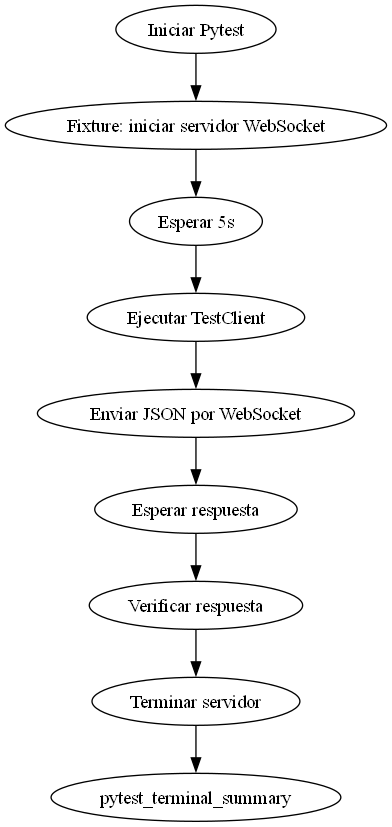 Iniciar Pytest
Fixture: iniciar servidor WebSocket
Esperar 5s
Ejecutar TestClient
Enviar JSON por WebSocket
Esperar respuesta
Verificar respuesta
Terminar servidor
pytest_terminal_summary